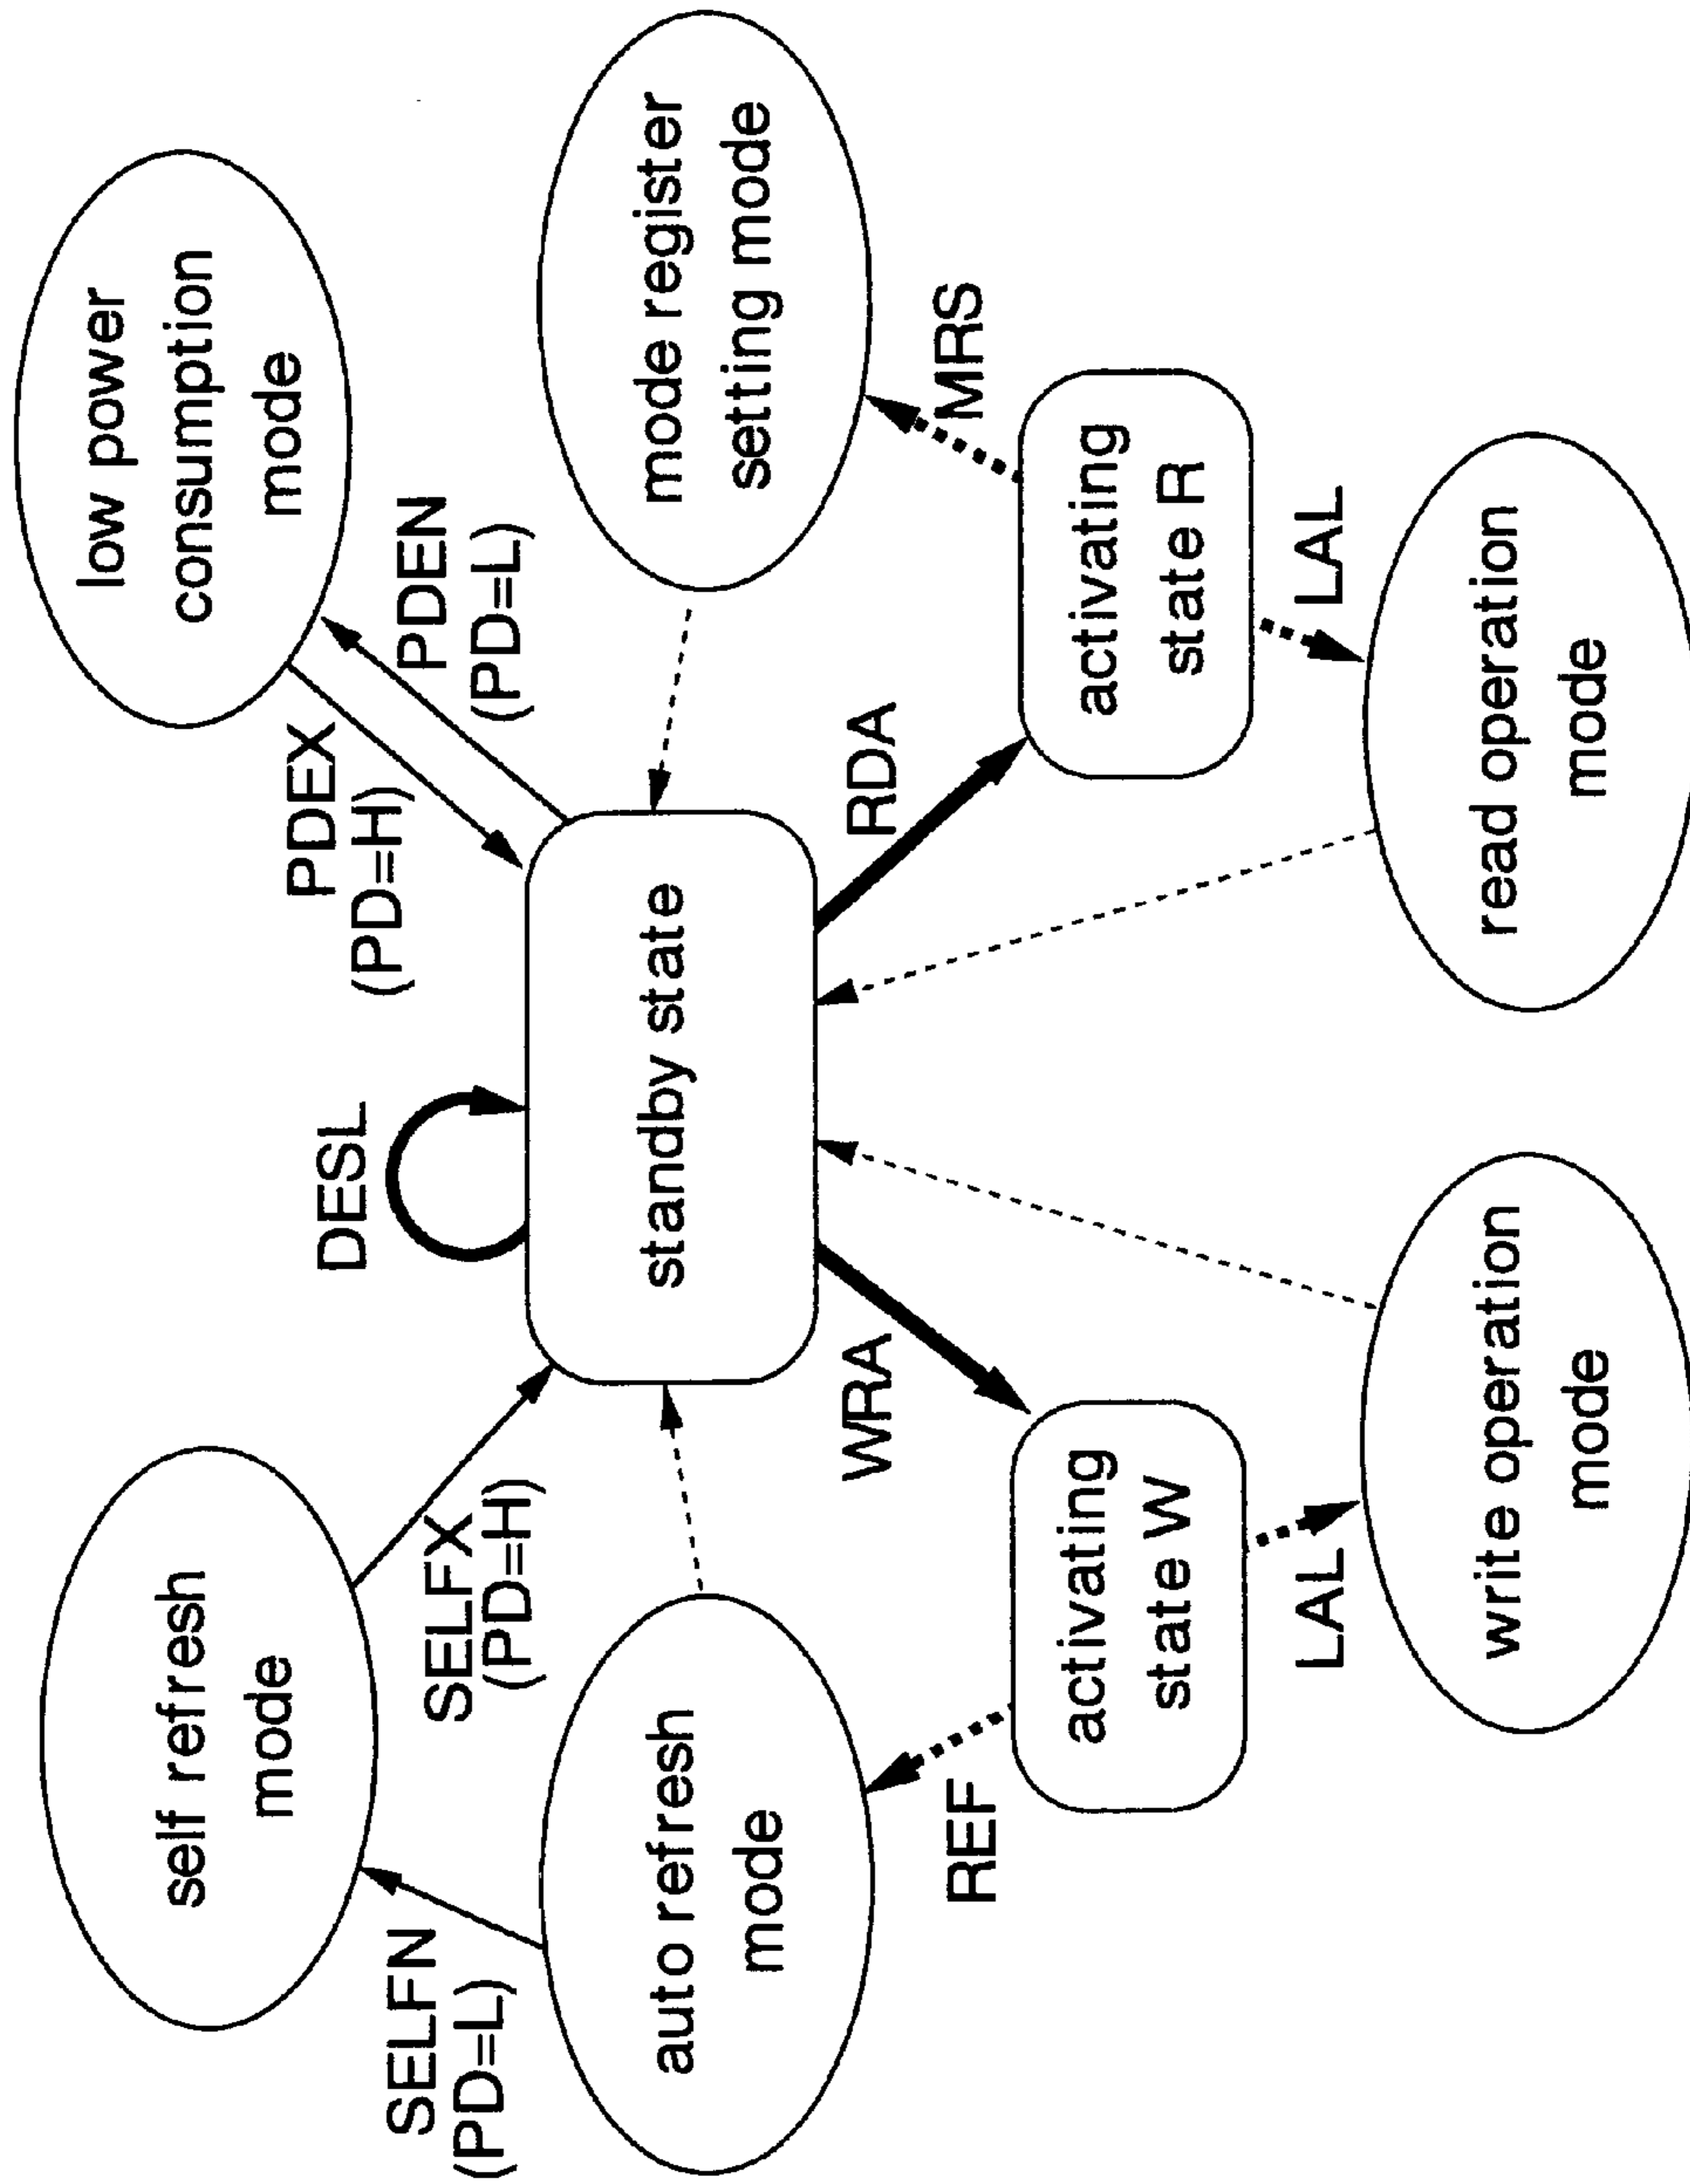 self refresh
mode
low power
consumption
mode
DESL
PDEX
(PD=H)
PDEN
(PD=L)
SELFN
(PD=L)
SELFX
(PD=H)
auto refresh
mode
standby state
mode register
setting mode
WRA
RDA
REF
MRS
activating
state W
activating
state R
LAL
LAL
write operation
mode
read operation
mode